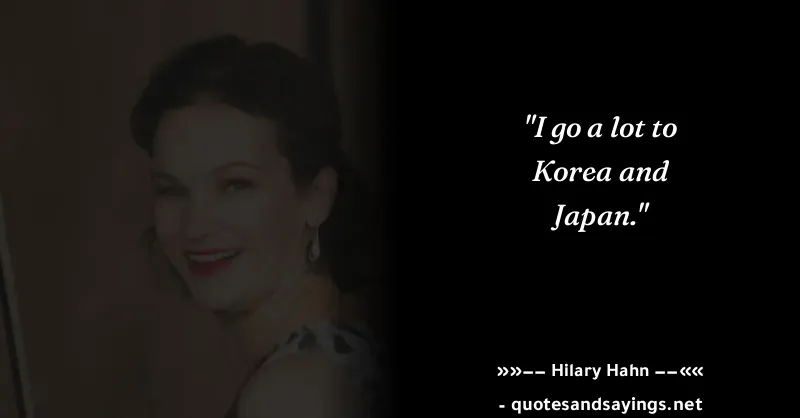 "I go a lot to
Korea and
Japan."
»»–– Hilary Hahn ––««
- quotesandsayings.net